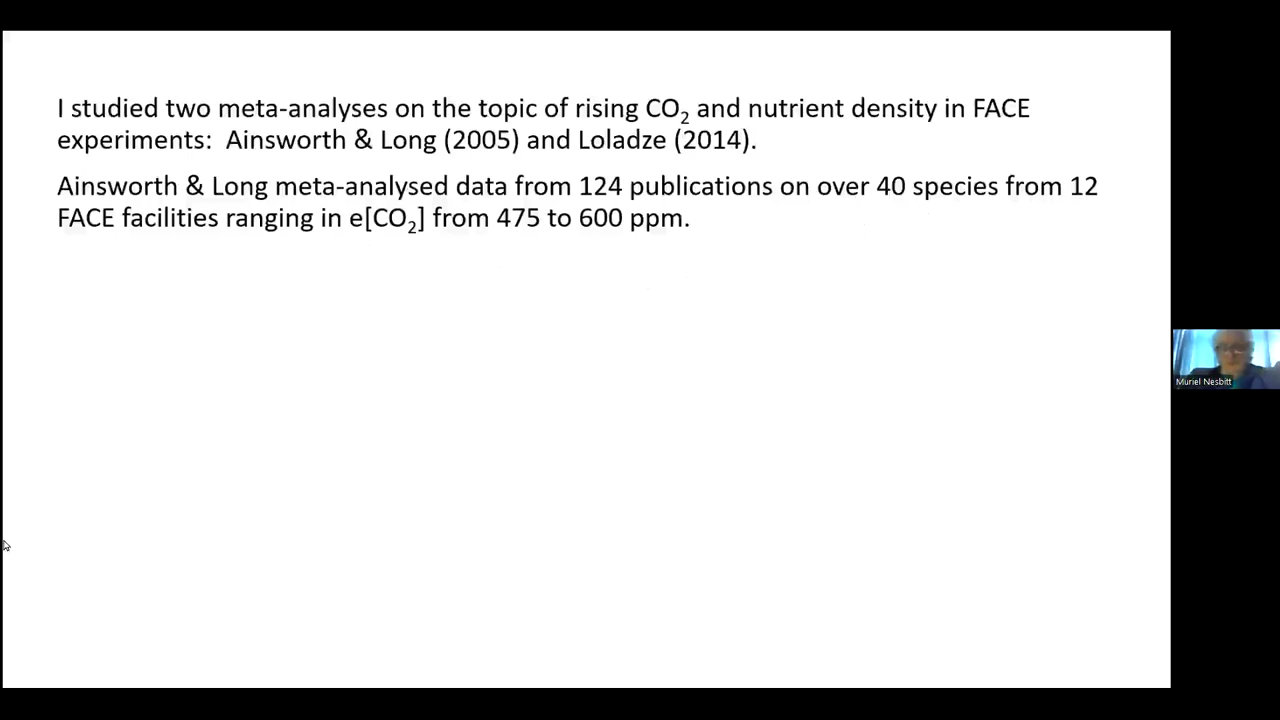 I studied two meta-analyses on the topic of rising CO₂ and nutrient density in FACE
experiments:  Ainsworth & Long (2005) and Loladze (2014).
Ainsworth & Long meta-analysed data from 124 publications on over 40 species from 12
FACE facilities ranging in e[CO₂] from 475 to 600 ppm.
Muriel Nesbitt